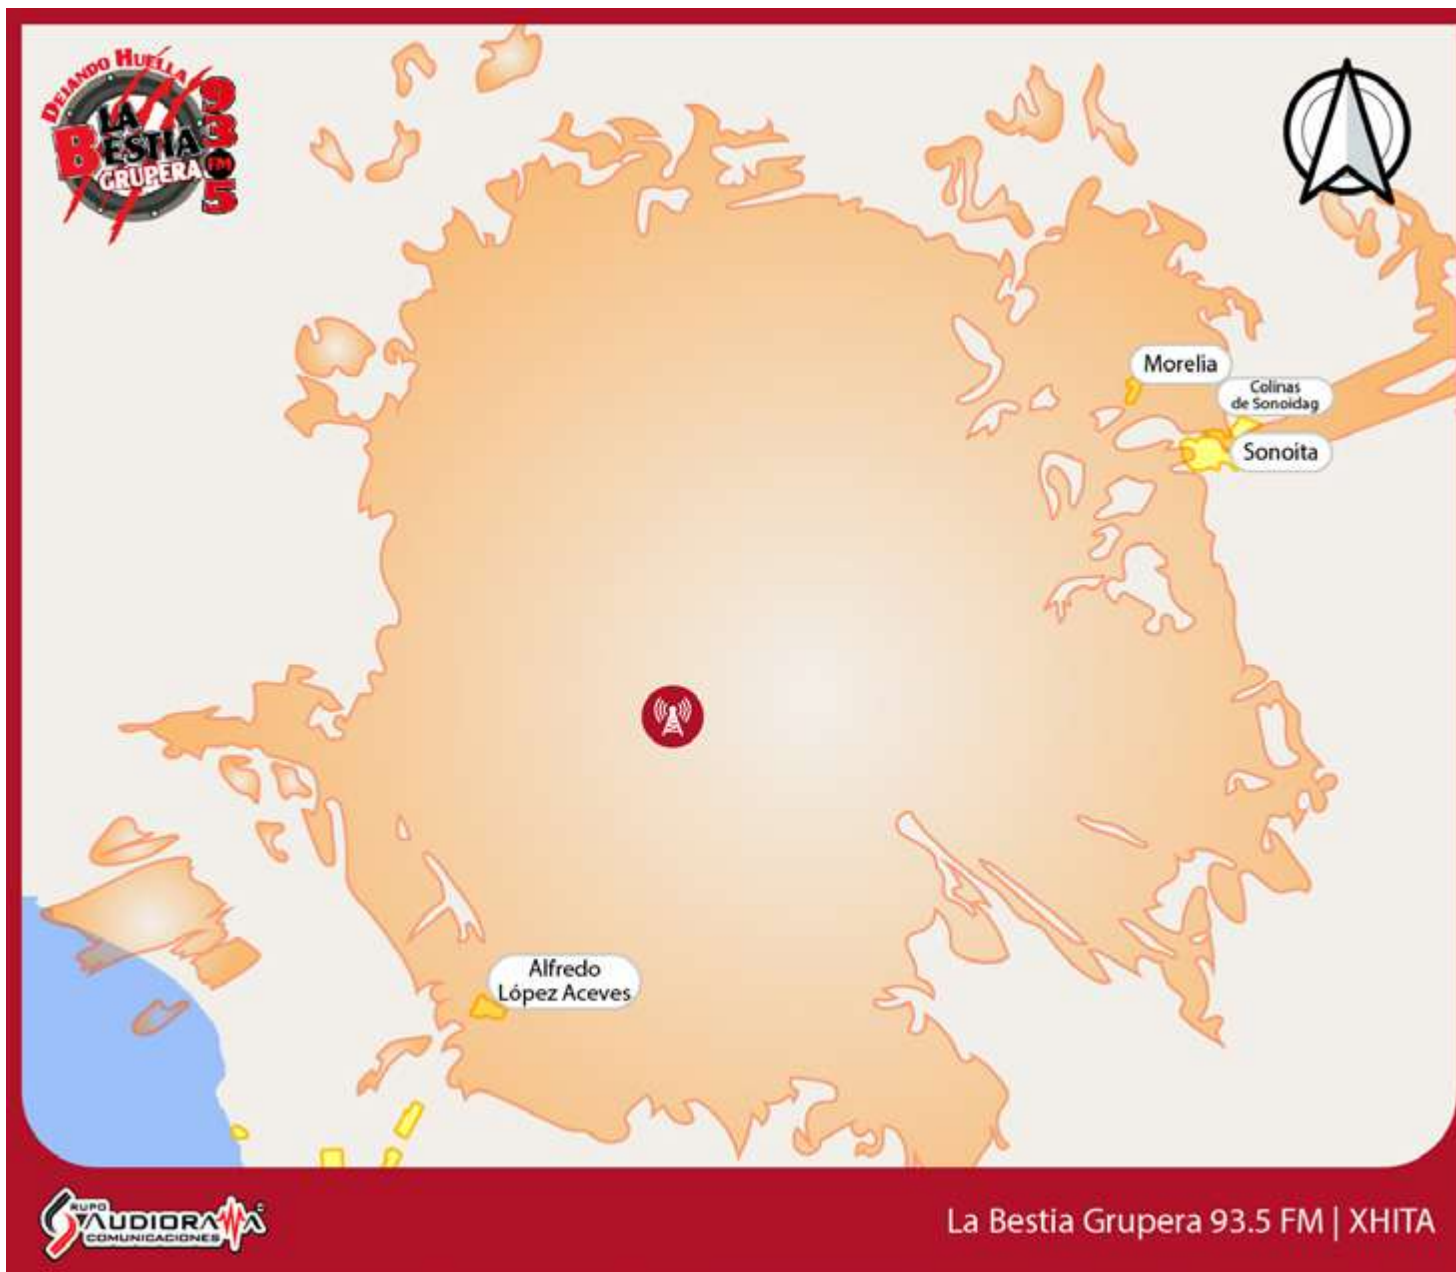 DEJANDO HUELLA
LA
BESTIA
GRUPERA
93.5
FM
Morelia
Colinas
de Sonoidag
Sonoíta
Alfredo
López Aceves
GRUPO
AUDIORAMA
COMUNICACIONES
La Bestia Grupera 93.5 FM | XHITA